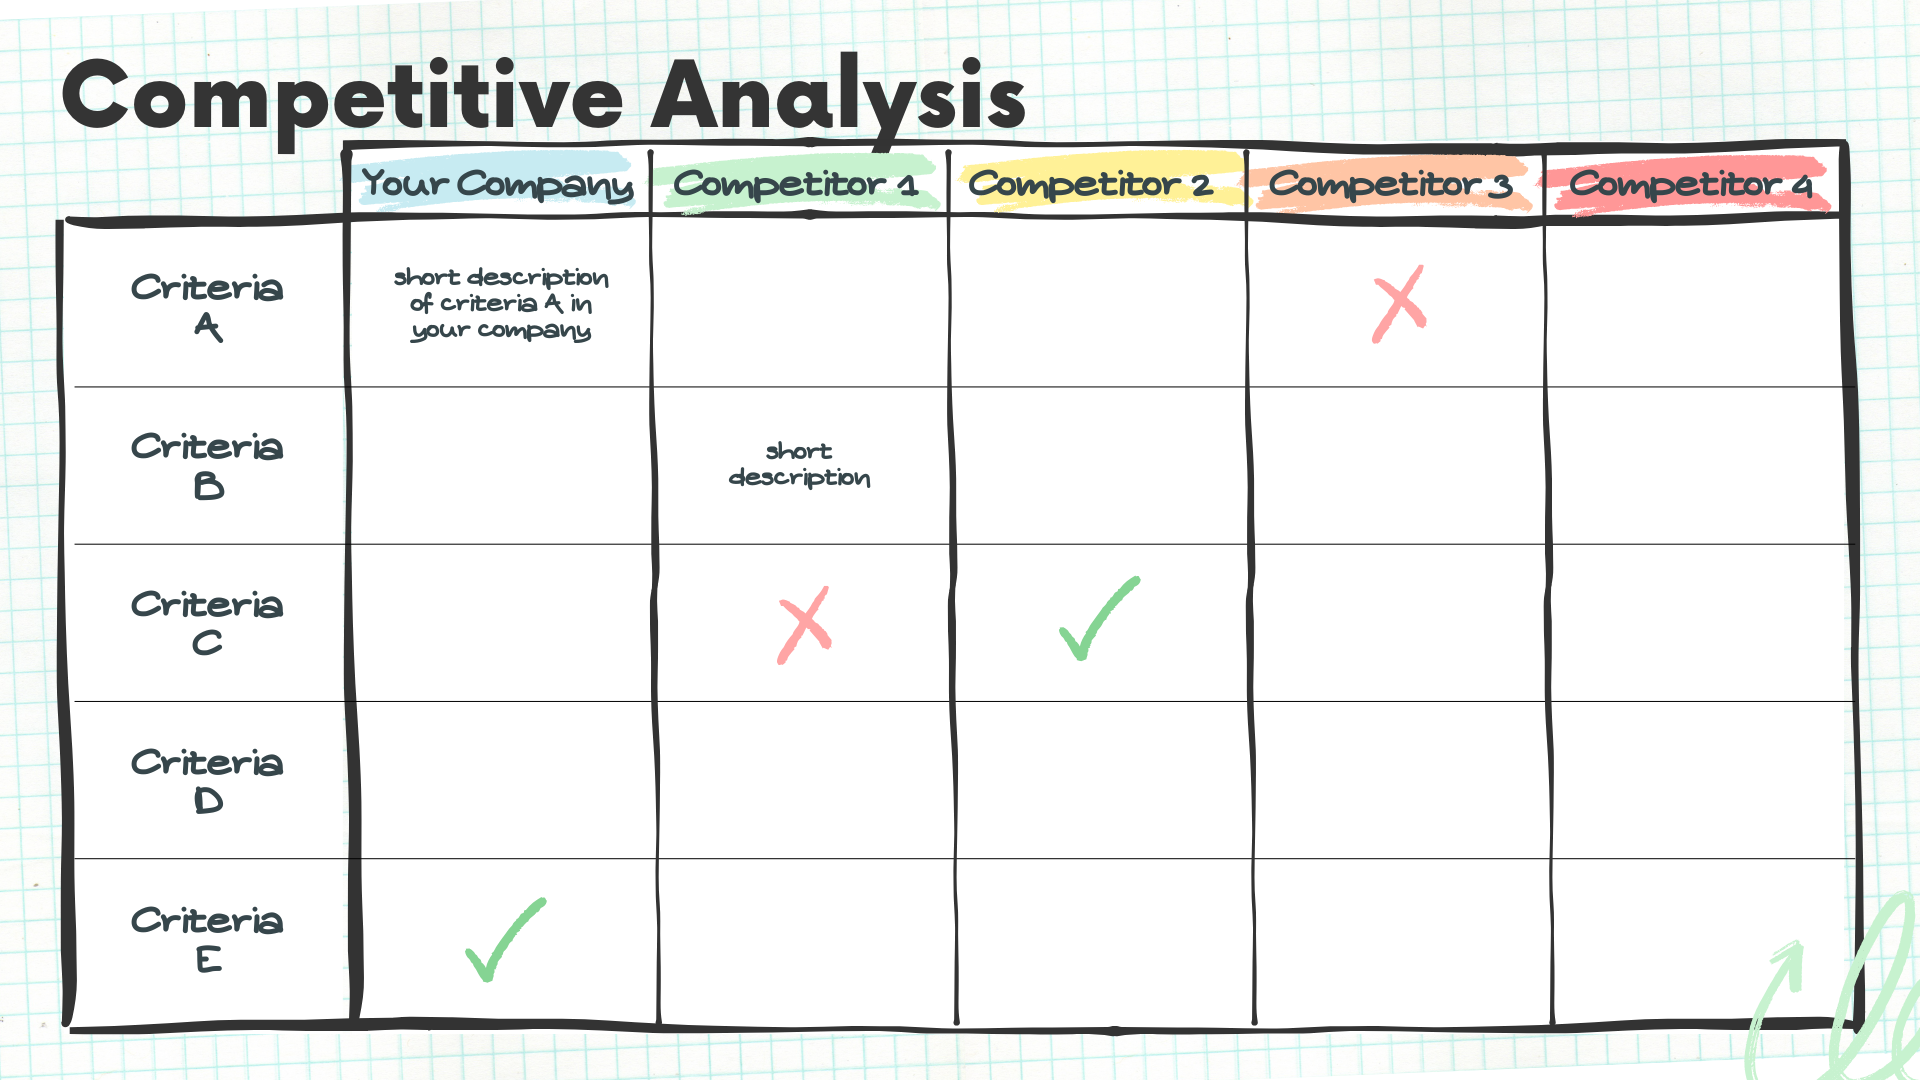 Competitive Analysis
Your Company
Competitor 1
Competitor 2
Competitor 3
Competitor 4
Criteria
A
short description
of criteria A in
your company
Criteria
B
short
description
Criteria
C
Criteria
D
Criteria
E